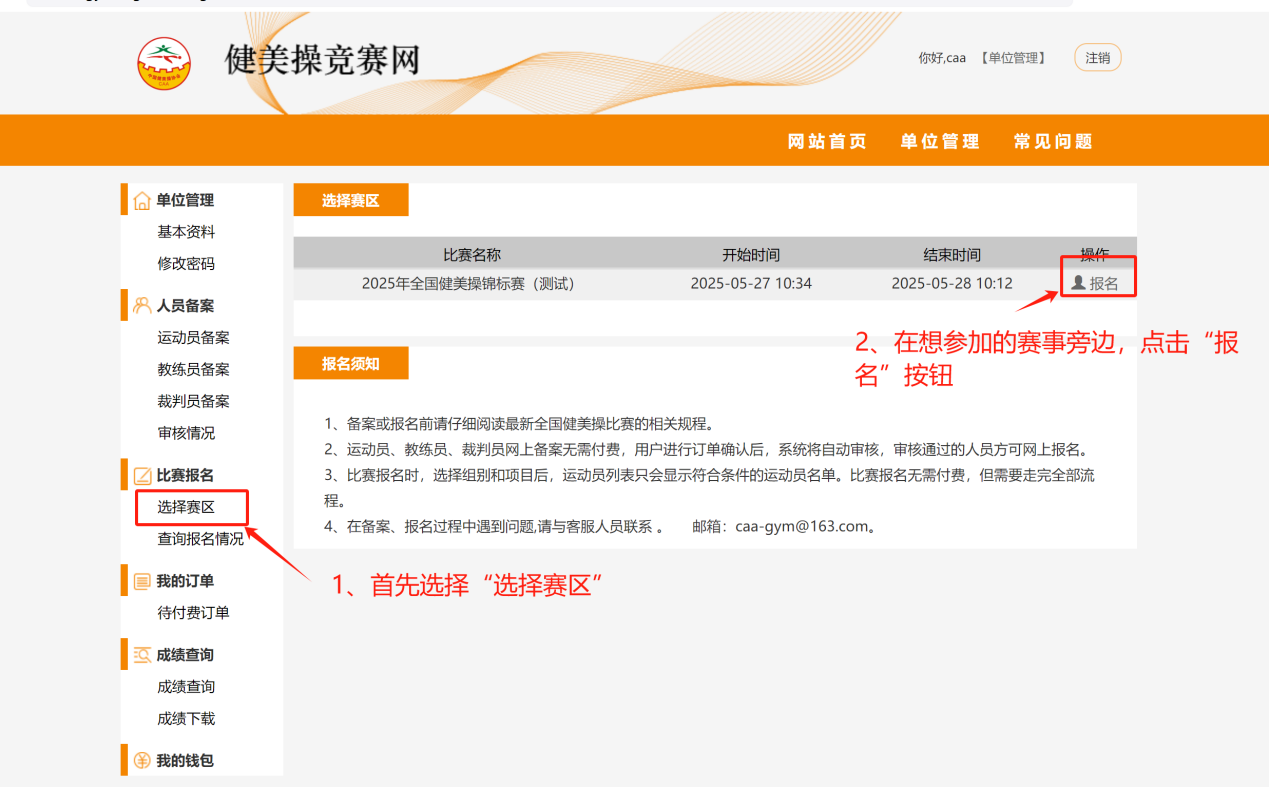 健美操竞赛网
你好,caa 【单位管理】 注销
网站首页 单位管理 常见问题
单位管理
基本资料
修改密码
人员备案
运动员备案
教练员备案
裁判员备案
审核情况
比赛报名
选择赛区
查询报名情况
我的订单
待付费订单
成绩查询
成绩查询
成绩下载
我的钱包
选择赛区
比赛名称 开始时间 结束时间 操作
2025年全国健美操锦标赛（测试） 2025-05-27 10:34 2025-05-28 10:12 报名
2、在想参加的赛事旁边，点击“报
名”按钮
报名须知
1、备案或报名前请仔细阅读最新全国健美操比赛的相关规程。
2、运动员、教练员、裁判员网上备案无需付费，用户进行订单确认后，系统将自动审核，审核通过的人员方可网上报名。
3、比赛报名时，选择组别和项目后，运动员列表只会显示符合条件的运动员名单。比赛报名无需付费，但需要走完全部流
程。
4、在备案、报名过程中遇到问题,请与客服人员联系 。 邮箱：caa-gym@163.com。
1、首先选择“选择赛区”